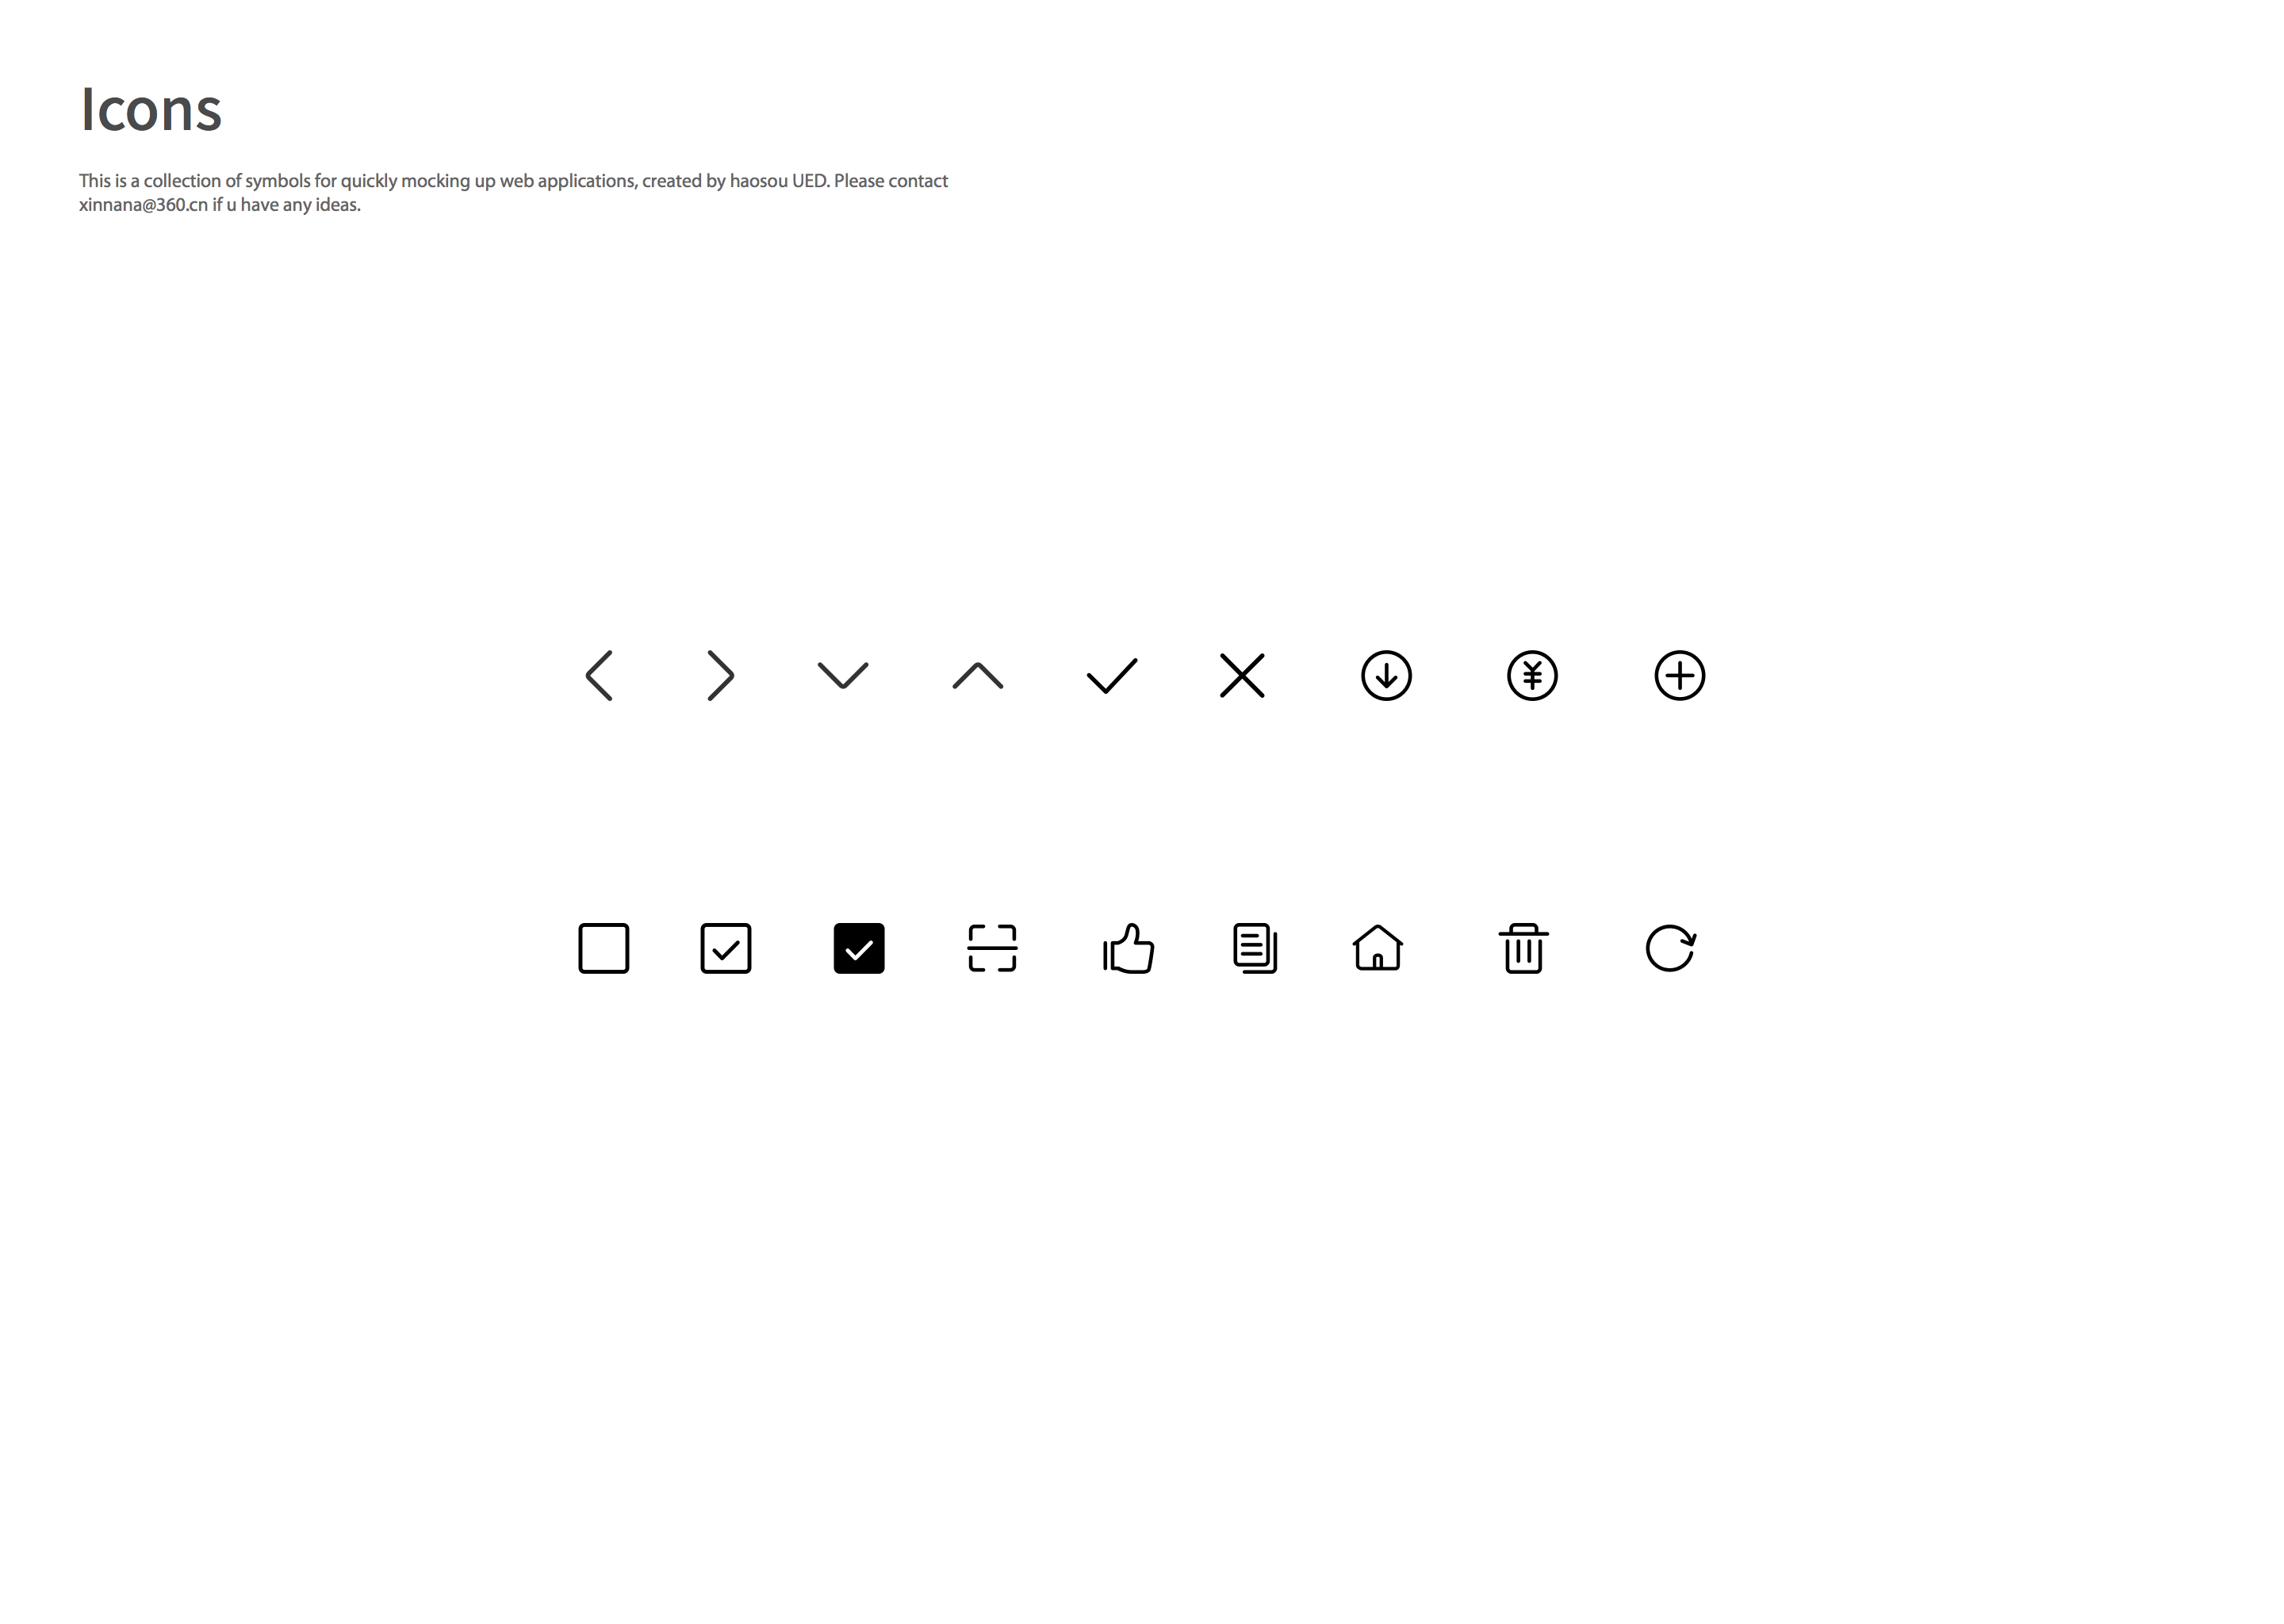 Icons
This is a collection of symbols for quickly mocking up web applications, created by haosou UED. Please contact
xinnana@360.cn if u have any ideas.
¥